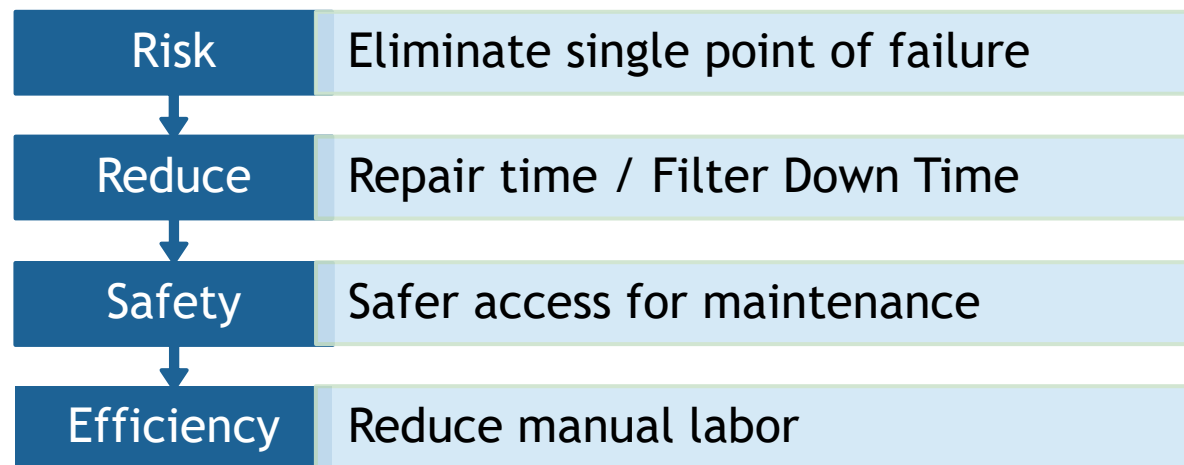 Risk
Eliminate single point of failure
Reduce
Repair time / Filter Down Time
Safety
Safer access for maintenance
Efficiency
Reduce manual labor